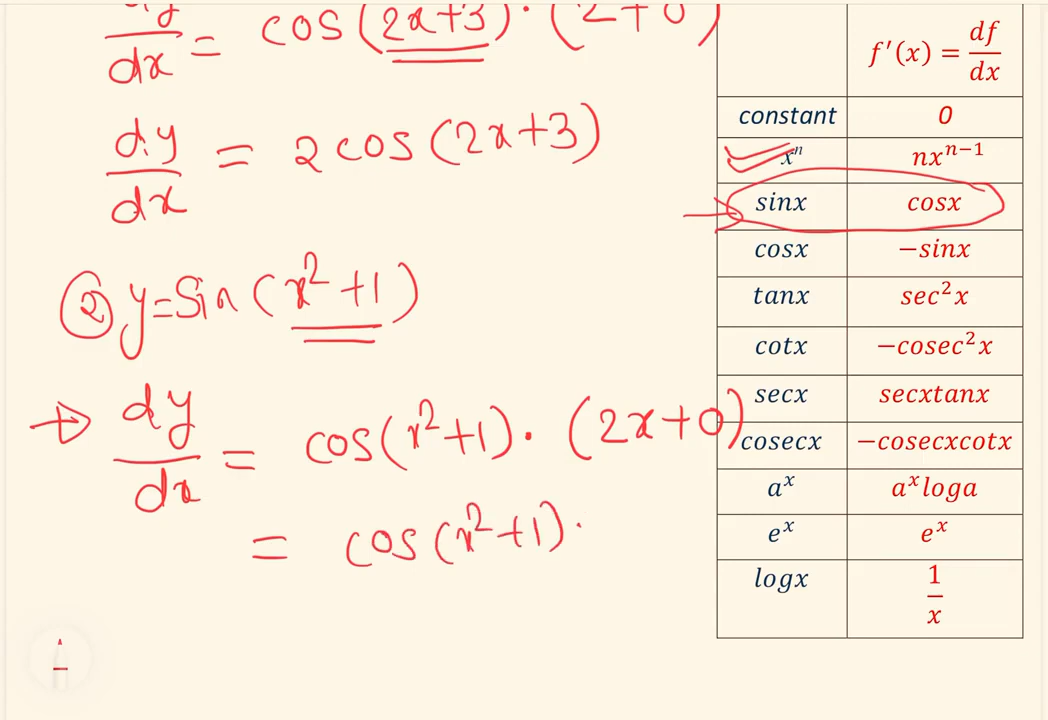 dy/dx = cos(2x+3) · (2+0)
dy/dx = 2cos(2x+3)
② y=Sin(x²+1)
→ dy/dx = cos(x²+1) · (2x+0)
= cos(x²+1) ·
f′(x) = df/dx
constant 0
xⁿ nxⁿ⁻¹
sinx cosx
cosx −sinx
tanx sec²x
cotx −cosec²x
secx secxtanx
cosecx −cosecxcotx
aˣ aˣloga
eˣ eˣ
logx 1/x